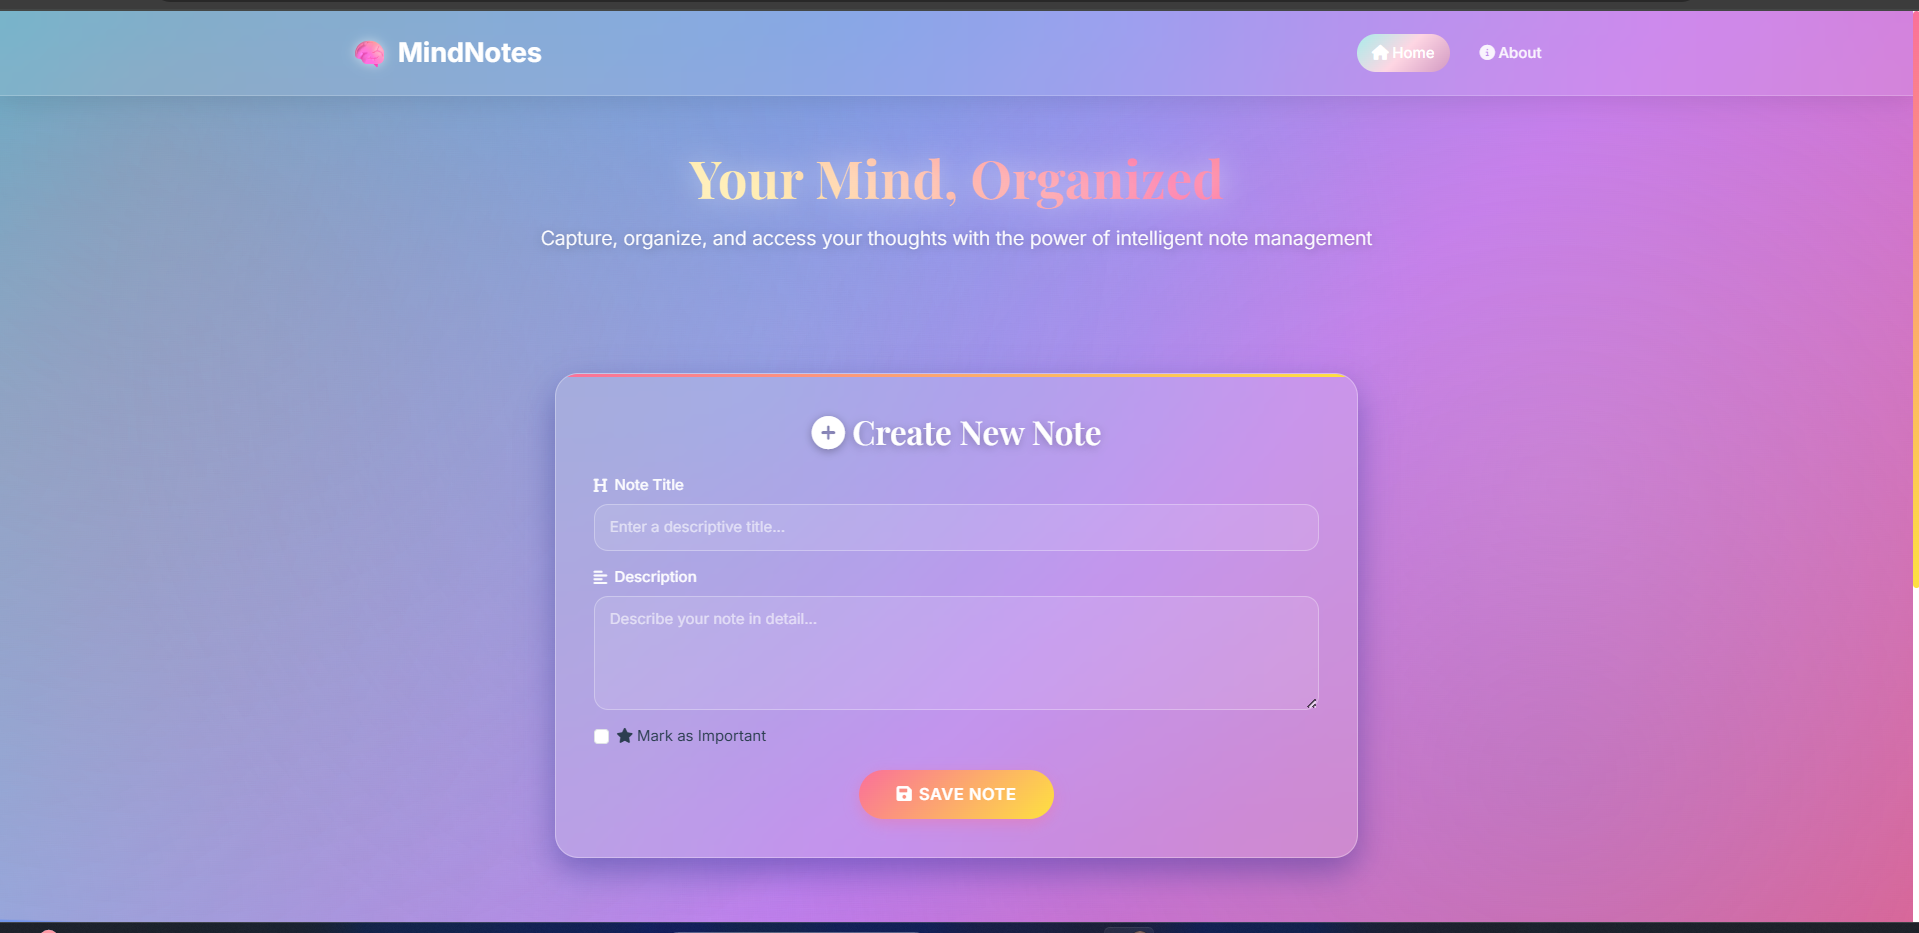 MindNotes
Home
About
Your Mind, Organized
Capture, organize, and access your thoughts with the power of intelligent note management
Create New Note
Note Title
Enter a descriptive title...
Description
Describe your note in detail...
Mark as Important
SAVE NOTE